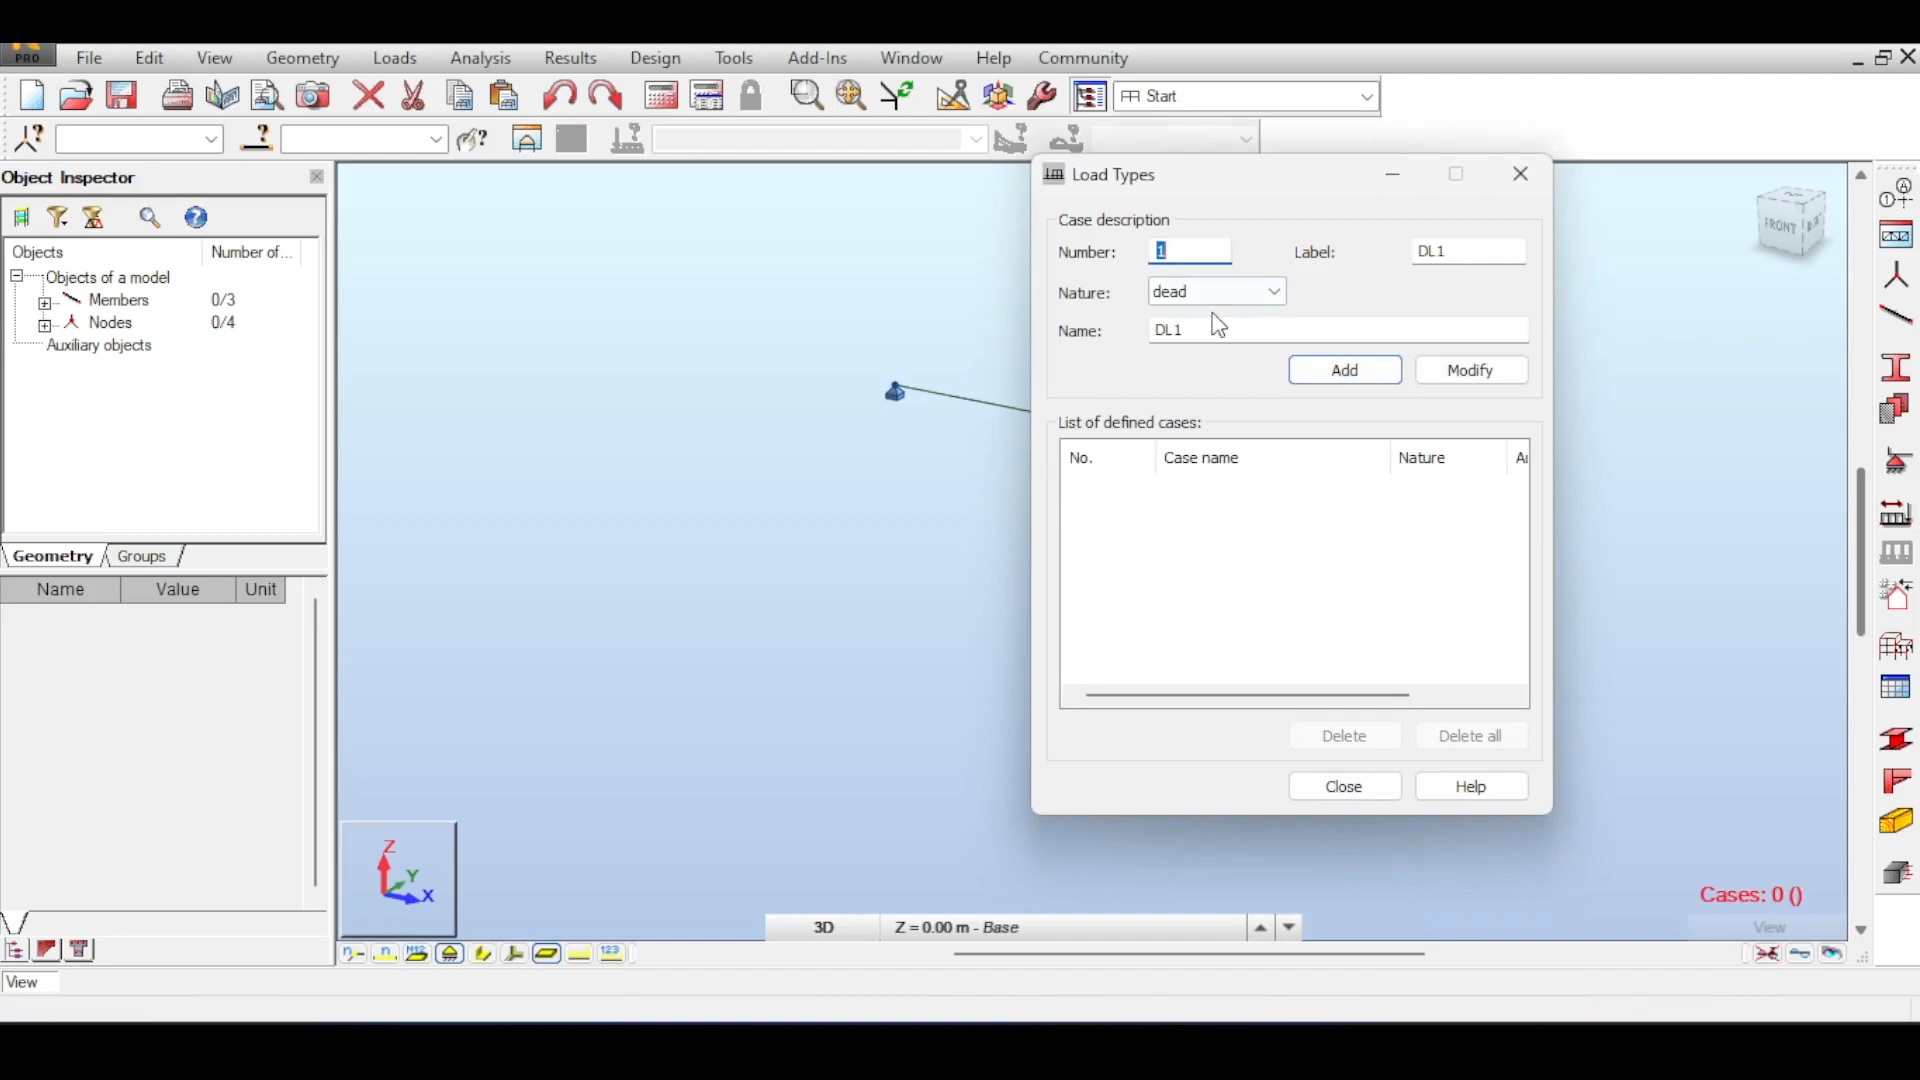 PRO File Edit View Geometry Loads Analysis Results Design Tools Add-Ins Window Help Community
Start
Object Inspector
Objects Number of...
Objects of a model
Members 0/3
Nodes 0/4
Auxiliary objects
Geometry Groups
Name Value Unit
View
Load Types
Case description
Number: 1 Label: DL1
Nature: dead
Name: DL1
Add Modify
List of defined cases:
No. Case name Nature
Delete Delete all
Close Help
FRONT
Z
Y
X
3D Z = 0.00 m - Base
Cases: 0 ()
View